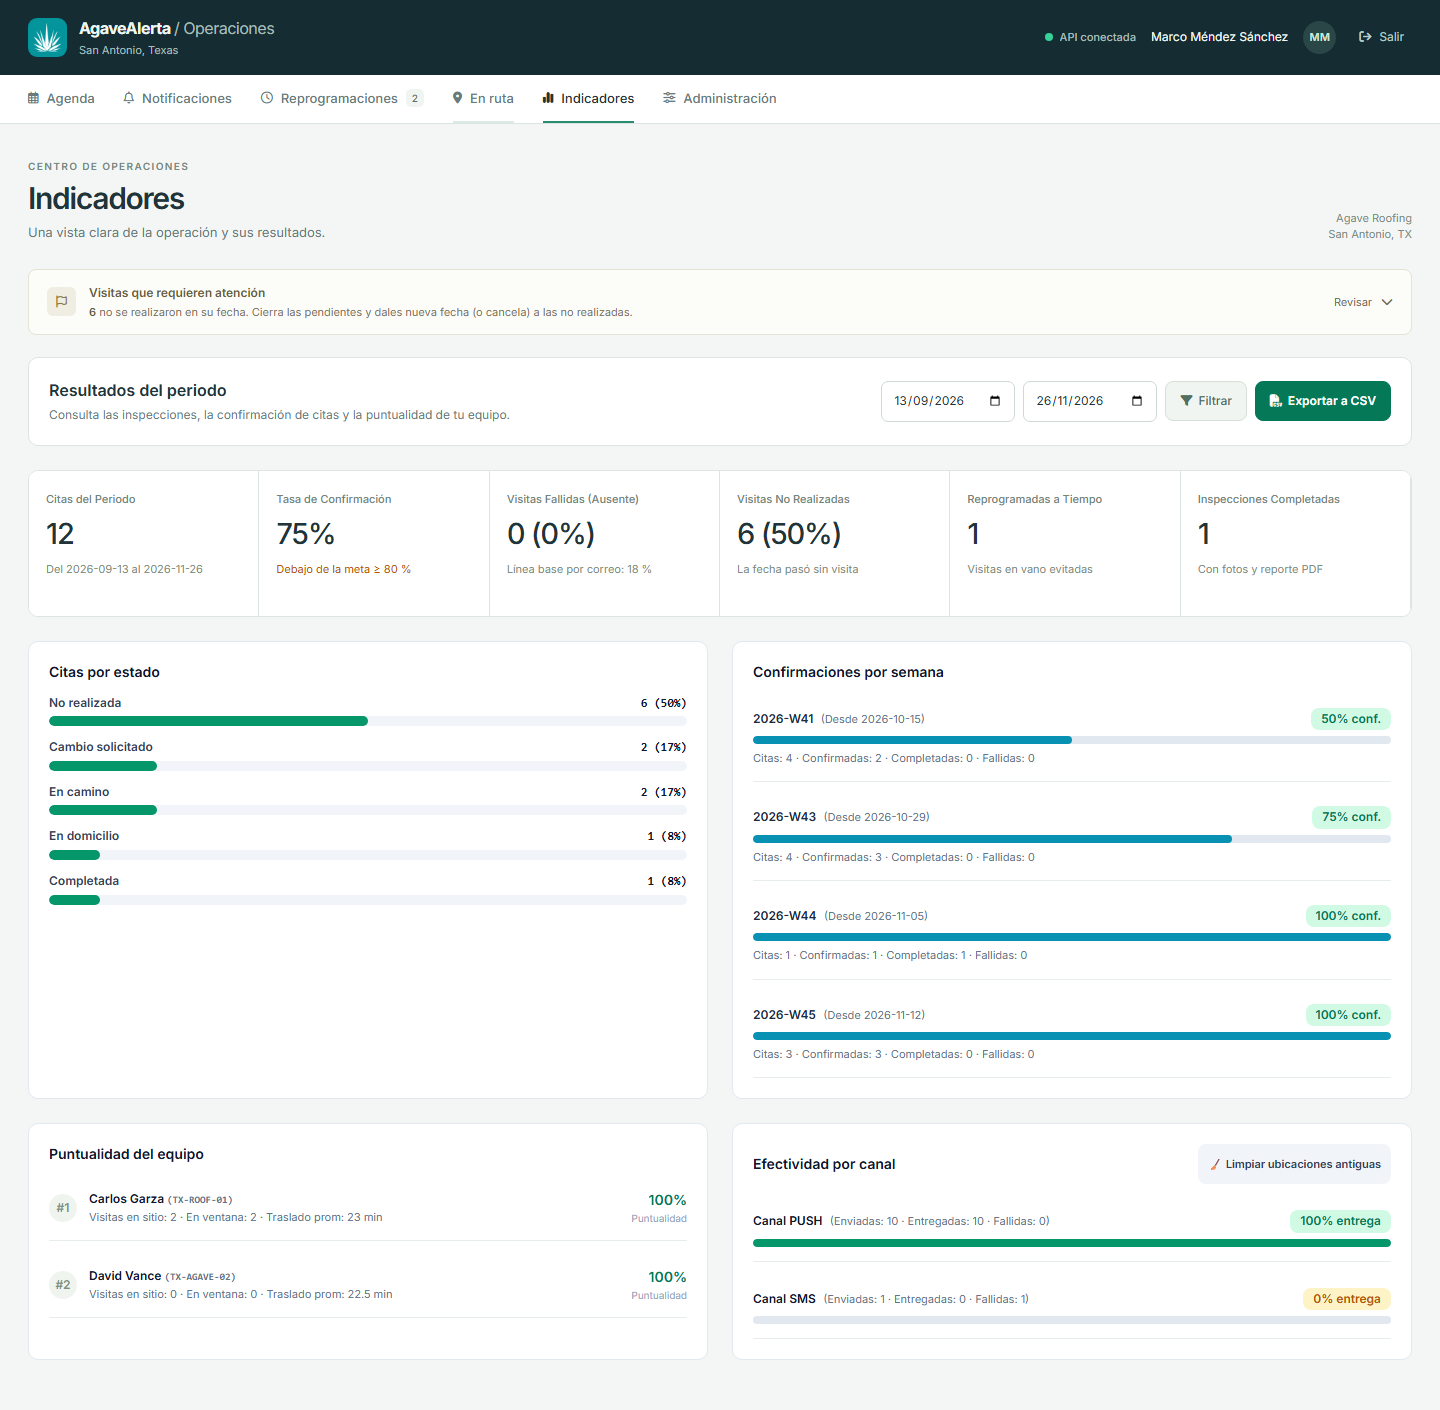 AgaveAlerta / Operaciones
San Antonio, Texas
API conectada
Marco Méndez Sánchez
MM
Salir
Agenda
Notificaciones
Reprogramaciones 2
En ruta
Indicadores
Administración
CENTRO DE OPERACIONES
Indicadores
Una vista clara de la operación y sus resultados.
Agave Roofing
San Antonio, TX
Visitas que requieren atención
6 no se realizaron en su fecha. Cierra las pendientes y dales nueva fecha (o cancela) a las no realizadas.
Revisar
Resultados del periodo
Consulta las inspecciones, la confirmación de citas y la puntualidad de tu equipo.
13/09/2026
26/11/2026
Filtrar
Exportar a CSV
Citas del Periodo
12
Del 2026-09-13 al 2026-11-26
Tasa de Confirmación
75%
Debajo de la meta ≥ 80 %
Visitas Fallidas (Ausente)
0 (0%)
Línea base por correo: 18 %
Visitas No Realizadas
6 (50%)
La fecha pasó sin visita
Reprogramadas a Tiempo
1
Visitas en vano evitadas
Inspecciones Completadas
1
Con fotos y reporte PDF
Citas por estado
No realizada 6 (50%)
Cambio solicitado 2 (17%)
En camino 2 (17%)
En domicilio 1 (8%)
Completada 1 (8%)
Confirmaciones por semana
2026-W41 (Desde 2026-10-15) 50% conf.
Citas: 4 · Confirmadas: 2 · Completadas: 0 · Fallidas: 0
2026-W43 (Desde 2026-10-29) 75% conf.
Citas: 4 · Confirmadas: 3 · Completadas: 0 · Fallidas: 0
2026-W44 (Desde 2026-11-05) 100% conf.
Citas: 1 · Confirmadas: 1 · Completadas: 1 · Fallidas: 0
2026-W45 (Desde 2026-11-12) 100% conf.
Citas: 3 · Confirmadas: 3 · Completadas: 0 · Fallidas: 0
Puntualidad del equipo
#1
Carlos Garza (TX-ROOF-01)
Visitas en sitio: 2 · En ventana: 2 · Traslado prom: 23 min
100%
Puntualidad
#2
David Vance (TX-AGAVE-02)
Visitas en sitio: 0 · En ventana: 0 · Traslado prom: 22.5 min
100%
Puntualidad
Efectividad por canal
Limpiar ubicaciones antiguas
Canal PUSH (Enviadas: 10 · Entregadas: 10 · Fallidas: 0) 100% entrega
Canal SMS (Enviadas: 1 · Entregadas: 0 · Fallidas: 1) 0% entrega